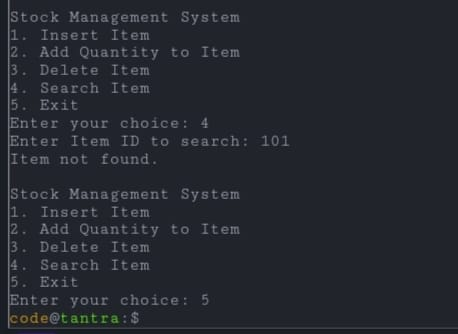 Stock Management System
1. Insert Item
2. Add Quantity to Item
3. Delete Item
4. Search Item
5. Exit
Enter your choice: 4
Enter Item ID to search: 101
Item not found.
Stock Management System
1. Insert Item
2. Add Quantity to Item
3. Delete Item
4. Search Item
5. Exit
Enter your choice: 5
code@tantra:$